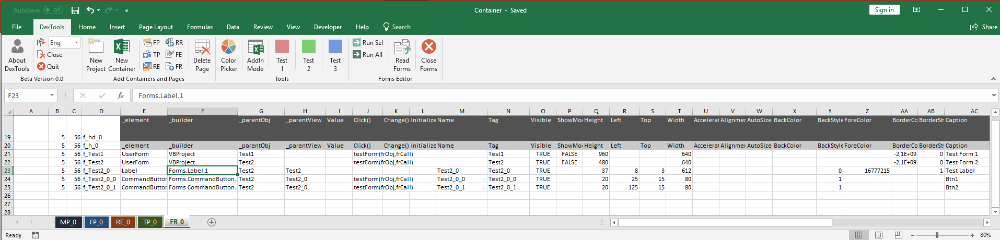 AutoSave Off Container - Saved Sign in
File DexTools Home Insert Page Layout Formulas Data Review View Developer Help Search Share
About DexTools
Eng
Close
Quit
Beta Version 0.0
New Project
New Container
FP RR
TP FE
RE FR
Delete Page
Add Containers and Pages
Color Picker
AddIn Mode
Test 1
Test 2
Test 3
Tools
Run Sel
Run All
Read Forms
Close Forms
Forms Editor
F23 fx Forms.Label.1
A B C D E F G H I J K L M N O P Q R S T U V W X Y Z AA AB AC
_element _builder _parentObj _parentView Value Click() Change() Initialize Name Tag Visible ShowMo Height Left Top Width Accelerat Alignmen AutoSize BackColor BackStyle ForeColor BorderCo BorderSty Caption
19 5 56 f_hd_0
20 5 56 f_h_0 _element _builder _parentObj _parentView Value Click() Change() Initialize Name Tag Visible ShowMo Height Left Top Width Accelerat Alignmen AutoSize BackColor BackStyle ForeColor BorderCo BorderSty Caption
21 5 56 f_Test1 UserForm VBProject Test1 testForm(frObj,frCall) Test1 TRUE FALSE 960 640 -2,1E+09 0 Test Form 1
22 5 56 f_Test2 UserForm VBProject Test2 testForm(frObj,frCall) Test2 TRUE FALSE 480 640 -2,1E+09 0 Test Form 2
23 5 56 f_Test2_0 Label Forms.Label.1 Test2 Test2 Test2_0 Test2_0 TRUE 37 8 3 612 0 16777215 1 Test Label
24 5 56 f_Test2_0_0 CommandButton Forms.CommandButton.1 Test2 Test2_0 testForm(frObj,frCall) Test2_0_0 Test2_0_0 TRUE 20 25 15 80 1 Btn1
25 5 56 f_Test2_0_1 CommandButton Forms.CommandButton.1 Test2 Test2_0 testForm(frObj,frCall) Test2_0_1 Test2_0_1 TRUE 20 125 15 80 1 Btn2
26
27
28
MP_0 FP_0 RE_0 TP_0 FR_0
Ready 80%